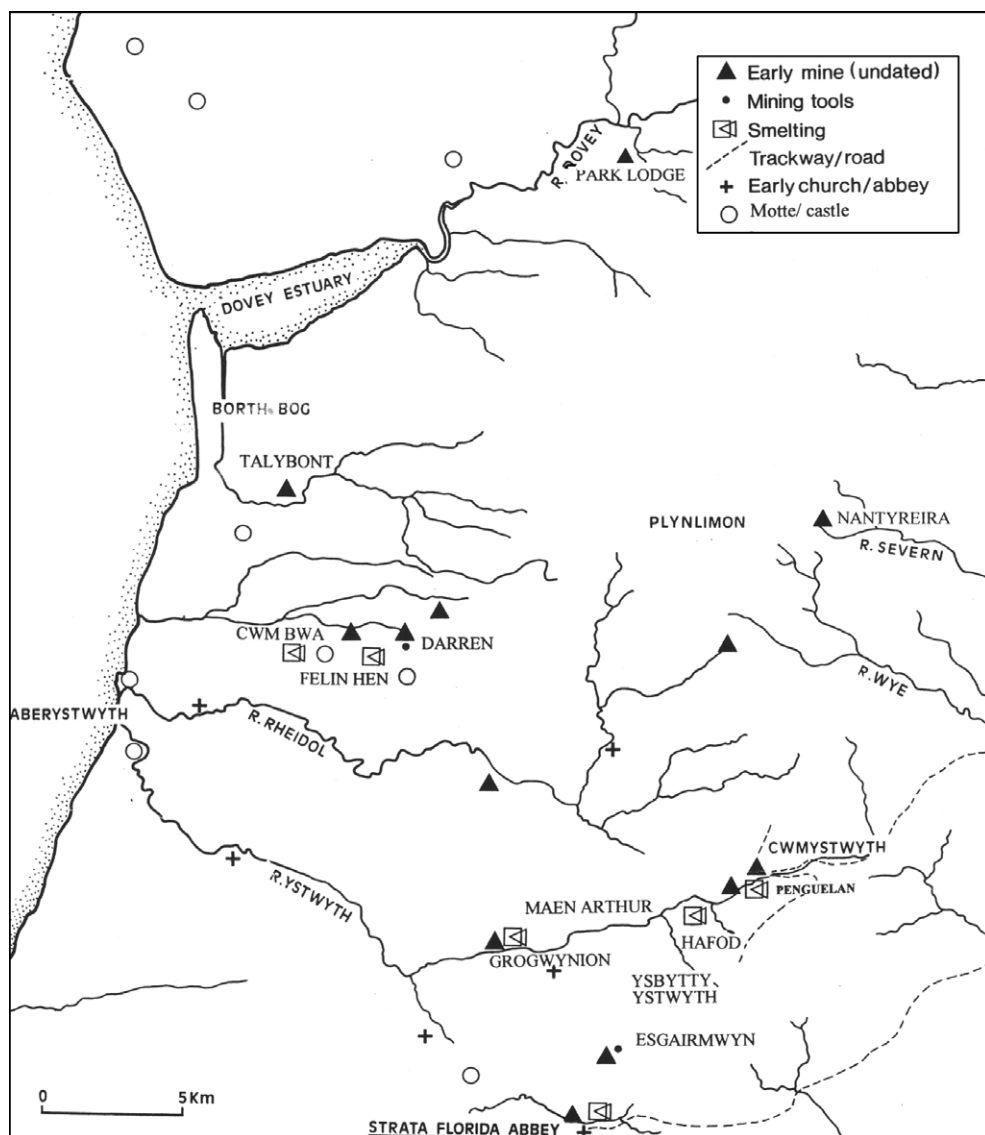 Early mine (undated)
Mining tools
Smelting
Trackway/road
Early church/abbey
Motte/ castle
R. DOVEY
PARK LODGE
DOVEY ESTUARY
BORTH BOG
TALYBONT
PLYNLIMON
NANTYREIRA
R. SEVERN
CWM BWA
DARREN
FELIN HEN
R. WYE
ABERYSTWYTH
R. RHEIDOL
CWMYSTWYTH
PENGUELAN
R.YSTWYTH
MAEN ARTHUR
HAFOD
GROGWYNION
YSBYTTY
YSTWYTH
ESGAIRMWYN
0 5 Km
STRATA FLORIDA ABBEY